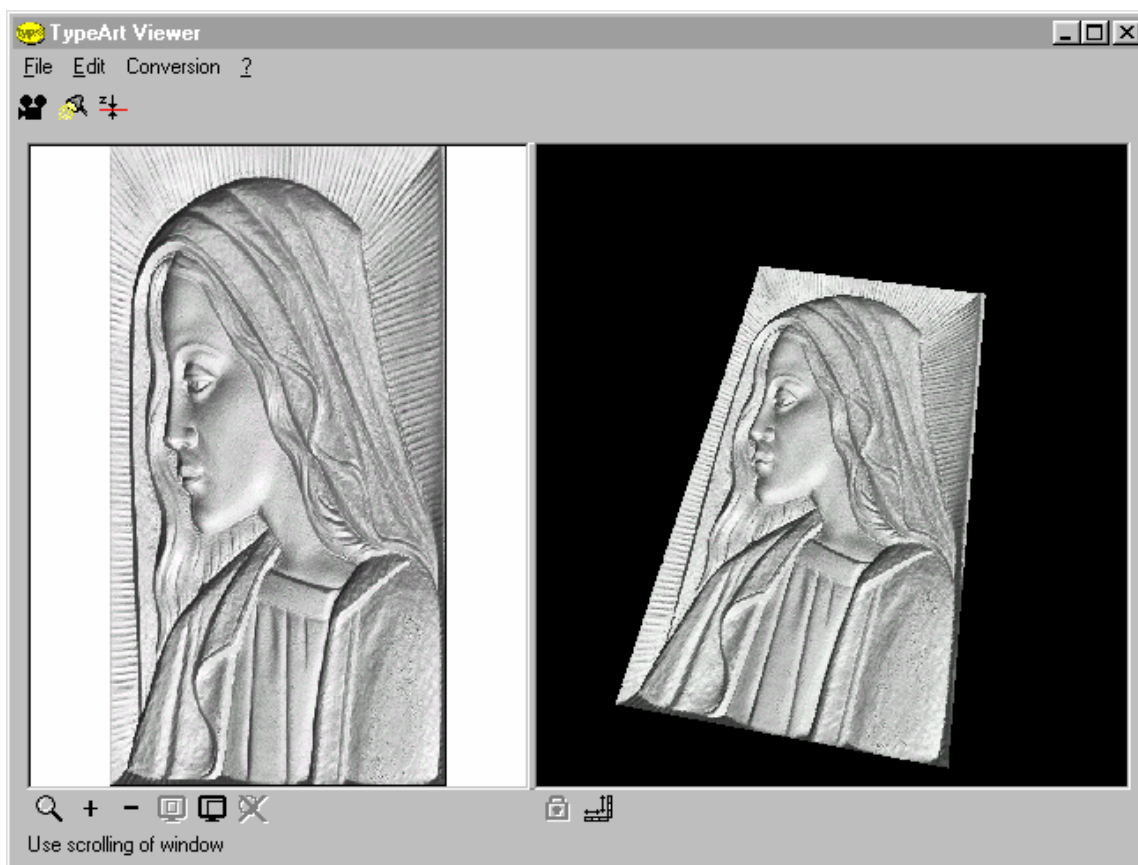 TypeArt Viewer
File Edit Conversion ?
z
+ -
Use scrolling of window